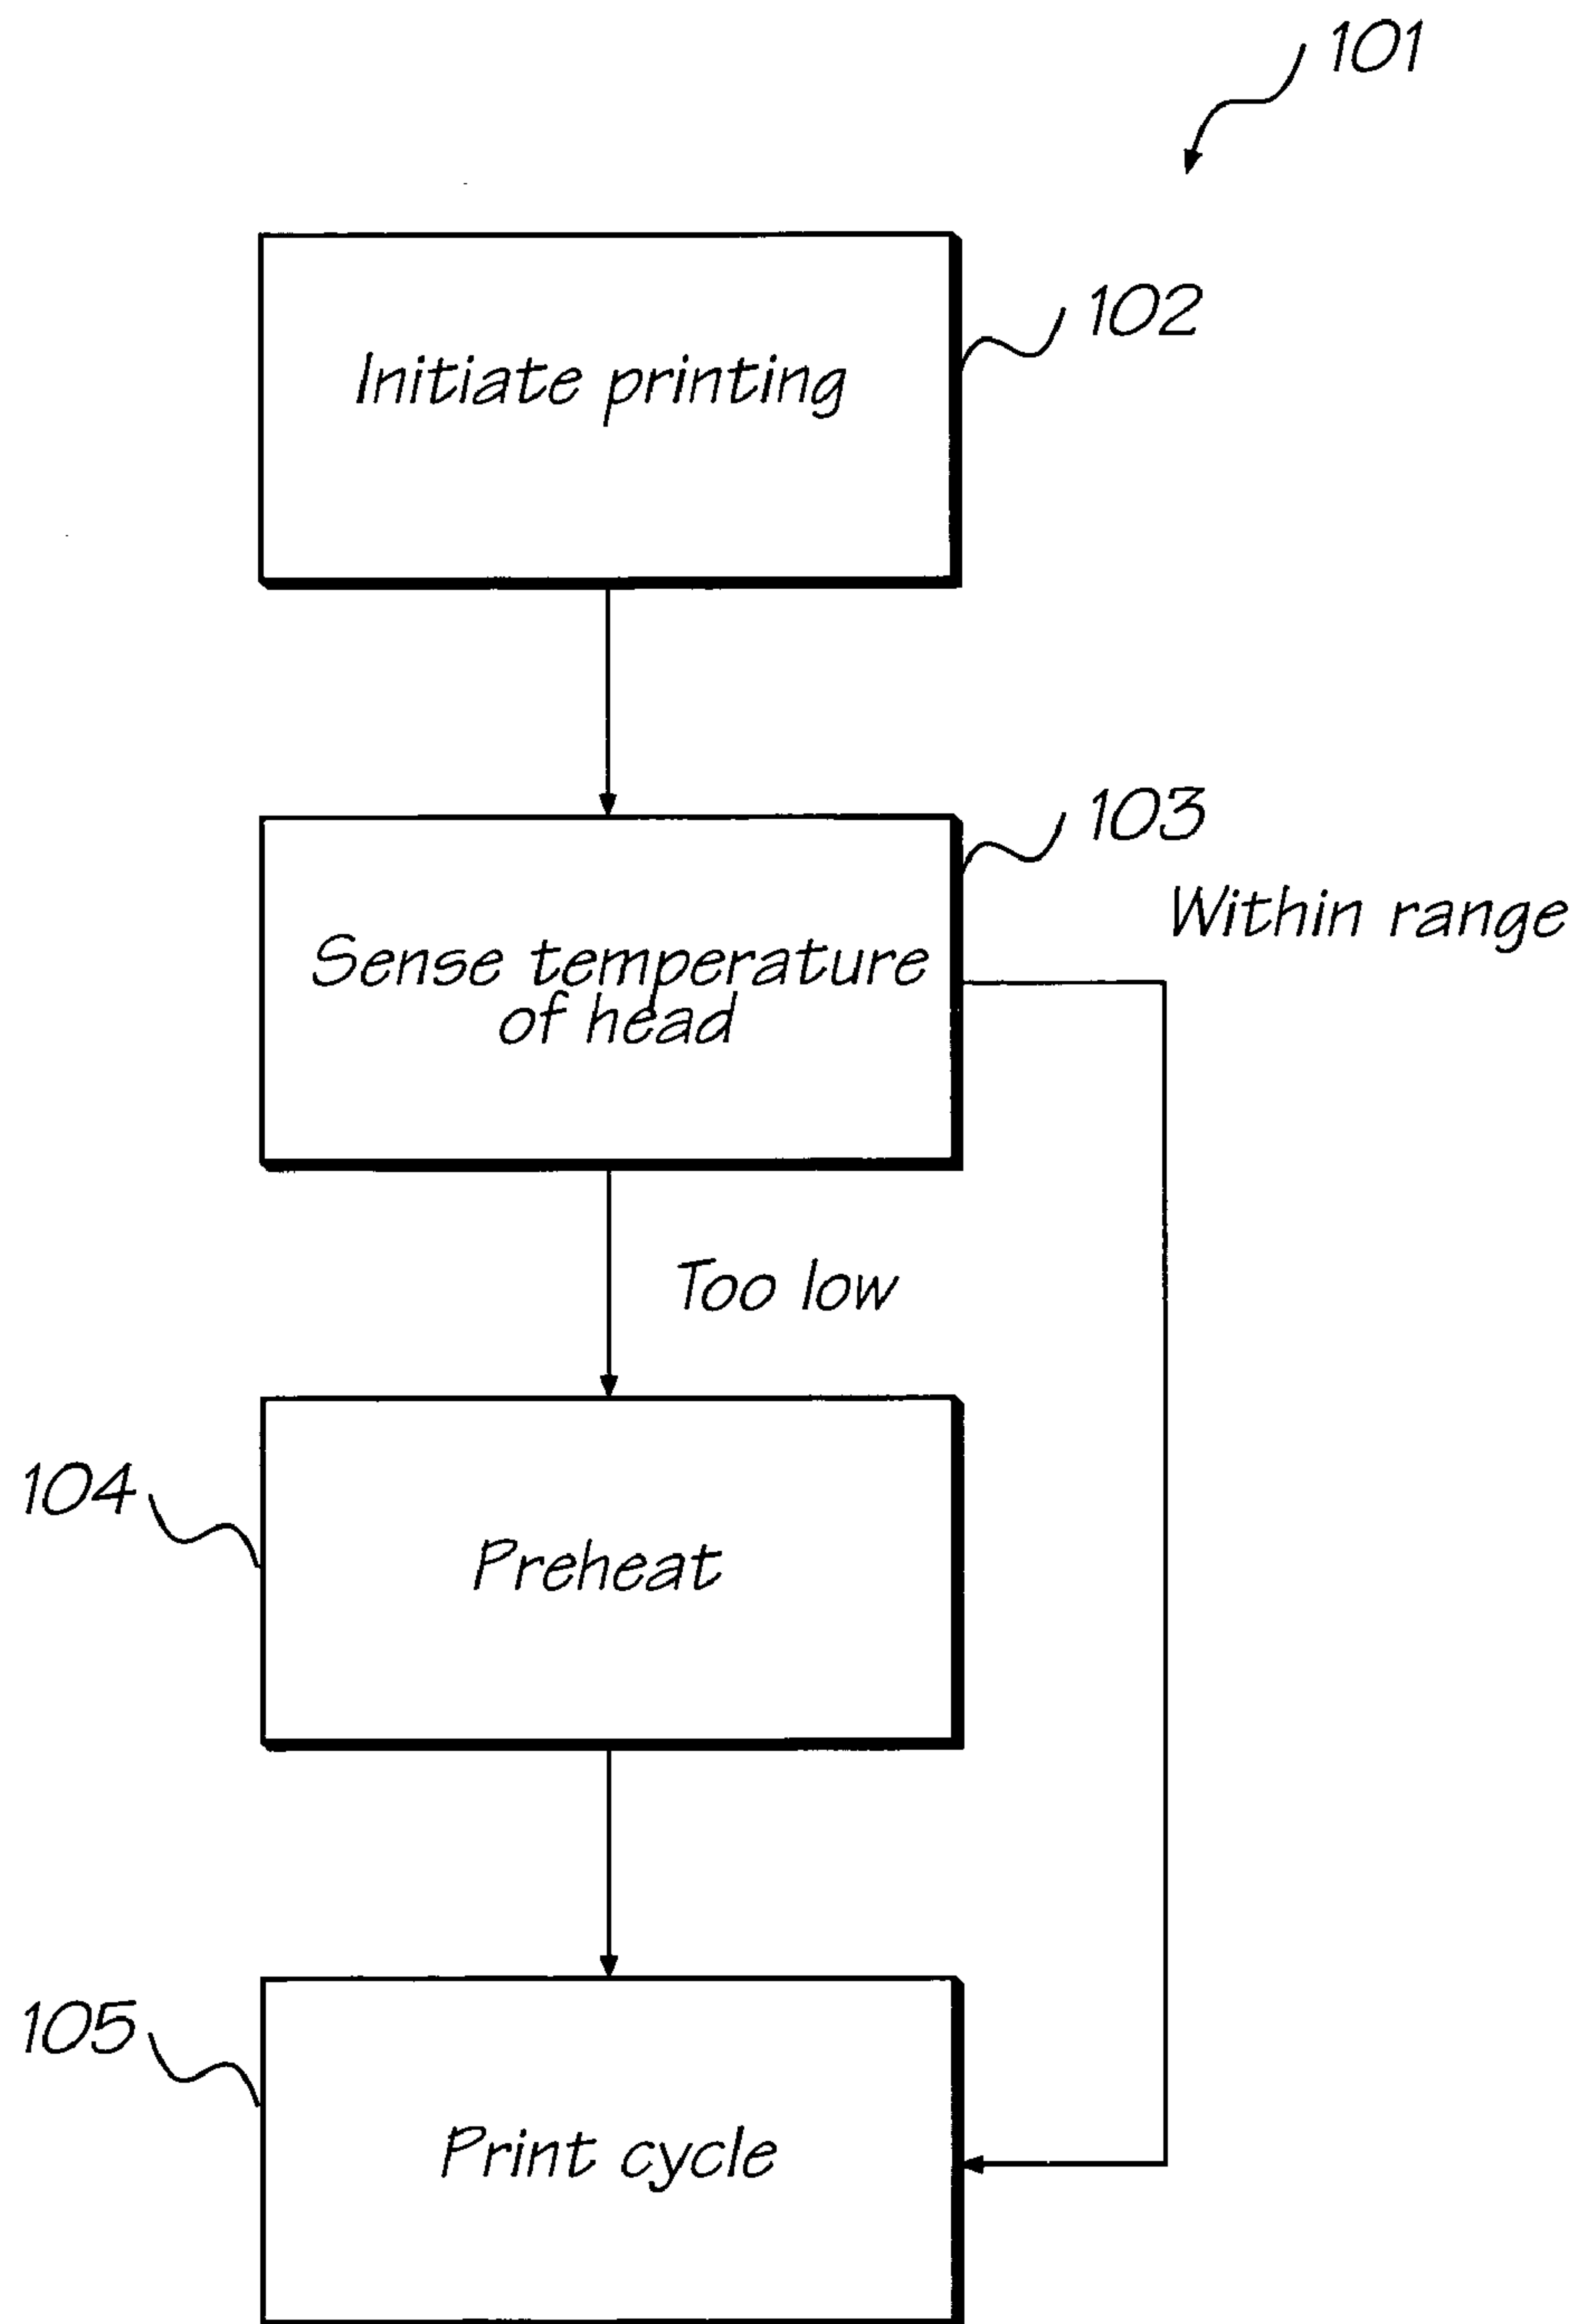 101
Initiate printing
102
103
Within range
Sense temperature
of head
Too low
104
Preheat
105
Print cycle